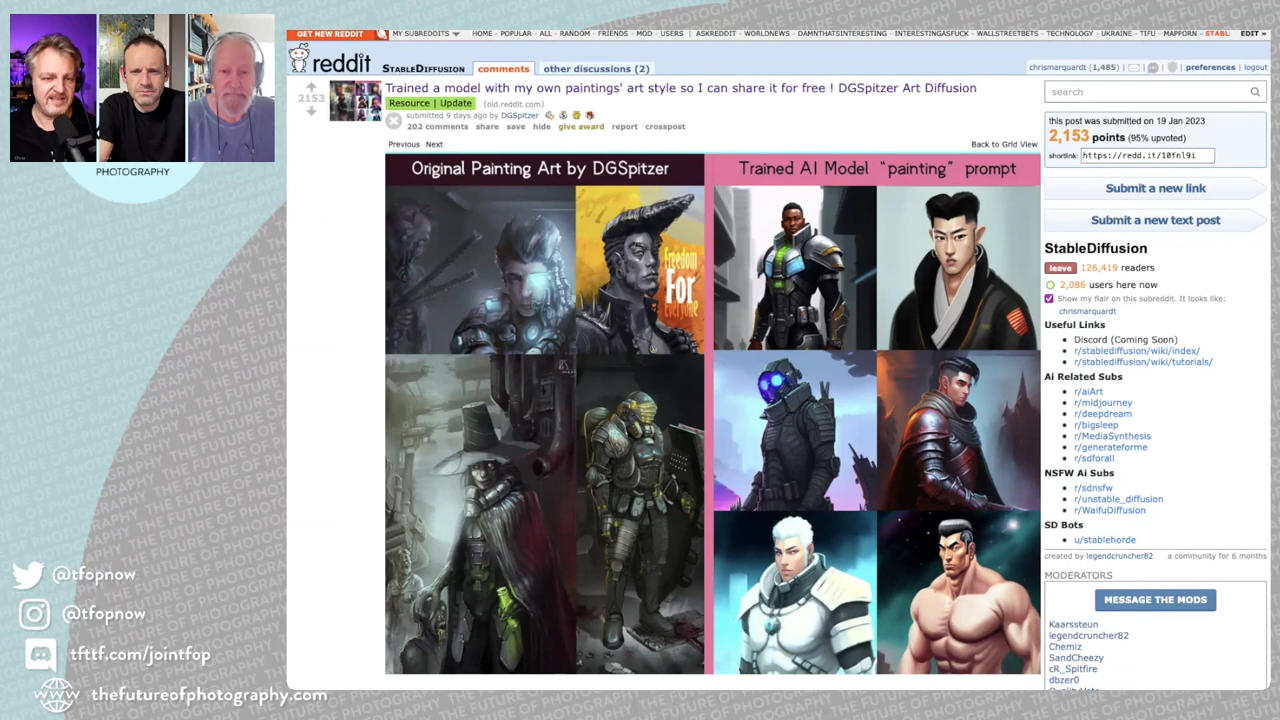 PHOTOGRAPHY
@tfopnow
@tfopnow
tfttf.com/jointfop
thefutureofphotography.com
GET NEW REDDIT
MY SUBREDDITS
HOME - POPULAR - ALL - RANDOM - FRIENDS - MOD - USERS | ASKREDDIT - WORLDNEWS - DAMNTHATSINTERESTING - INTERESTINGASFUCK - WALLSTREETBETS - TECHNOLOGY - UKRAINE - TIFU - MAPPORN - STABL
EDIT »
reddit STABLEDIFFUSION comments other discussions (2)
chrismarquardt (1,485) | preferences | logout
2153
Trained a model with my own paintings' art style so I can share it for free ! DGSpitzer Art Diffusion
Resource | Update (old.reddit.com)
submitted 9 days ago by DGSpitzer
202 comments share save hide give award report crosspost
Previous Next Back to Grid View
Original Painting Art by DGSpitzer
Trained AI Model "painting" prompt
Freedom
For
everyone
search
this post was submitted on 19 Jan 2023
2,153 points (95% upvoted)
shortlink: https://redd.it/10fnl9i
Submit a new link
Submit a new text post
StableDiffusion
leave 126,419 readers
2,086 users here now
Show my flair on this subreddit. It looks like:
chrismarquardt
Useful Links
Discord (Coming Soon)
r/stablediffusion/wiki/index/
r/stablediffusion/wiki/tutorials/
Ai Related Subs
r/aiArt
r/midjourney
r/deepdream
r/bigsleep
r/MediaSynthesis
r/generateforme
r/sdforall
NSFW Ai Subs
r/sdnsfw
r/unstable_diffusion
r/WaifuDiffusion
SD Bots
u/stablehorde
created by legendcruncher82 a community for 6 months
MODERATORS
MESSAGE THE MODS
Kaarssteun
legendcruncher82
Chemiz
SandCheezy
cR_Spitfire
dbzer0